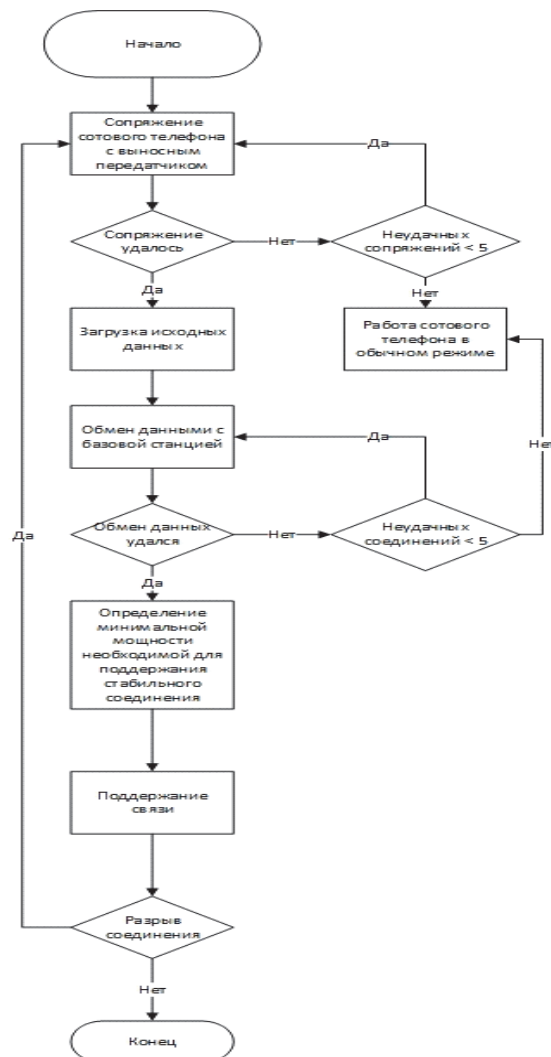 Начало
Сопряжение
сотового телефона
с выносным
передатчиком
Да
Сопряжение
удалось
Нет
Неудачных
сопряжений < 5
Да
Нет
Загрузка исходных
данных
Работа сотового
телефона в
обычном режиме
Обмен данными с
базовой станцией
Да
Нет
Обмен данных
удался
Нет
Неудачных
соединений < 5
Да
Да
Определение
минимальной
мощности
необходимой для
поддержания
стабильного
соединения
Поддержание
связи
Разрыв
соединения
Нет
Конец